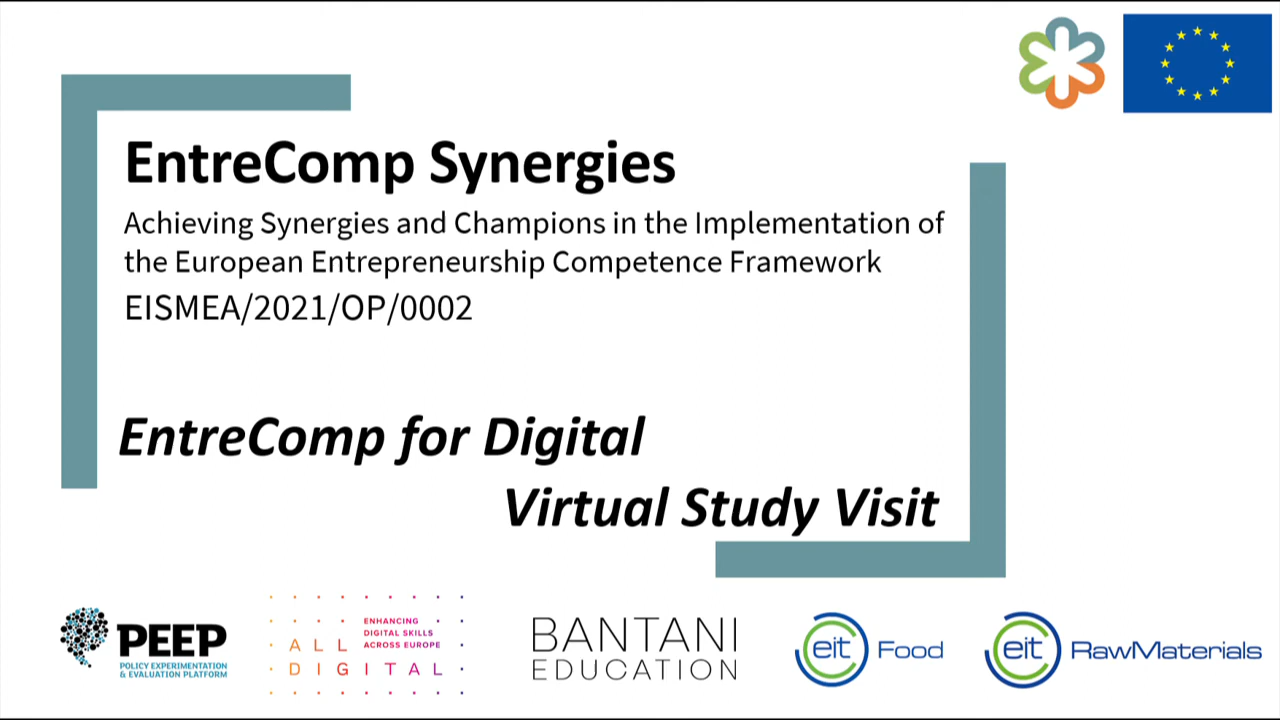 EntreComp Synergies
Achieving Synergies and Champions in the Implementation of
the European Entrepreneurship Competence Framework
EISMEA/2021/OP/0002
EntreComp for Digital
Virtual Study Visit
PEEP
POLICY EXPERIMENTATION
& EVALUATION PLATFORM
ALL
DIGITAL
ENHANCING
DIGITAL SKILLS
ACROSS EUROPE
BANTANI
EDUCATION
eit Food
eit RawMaterials